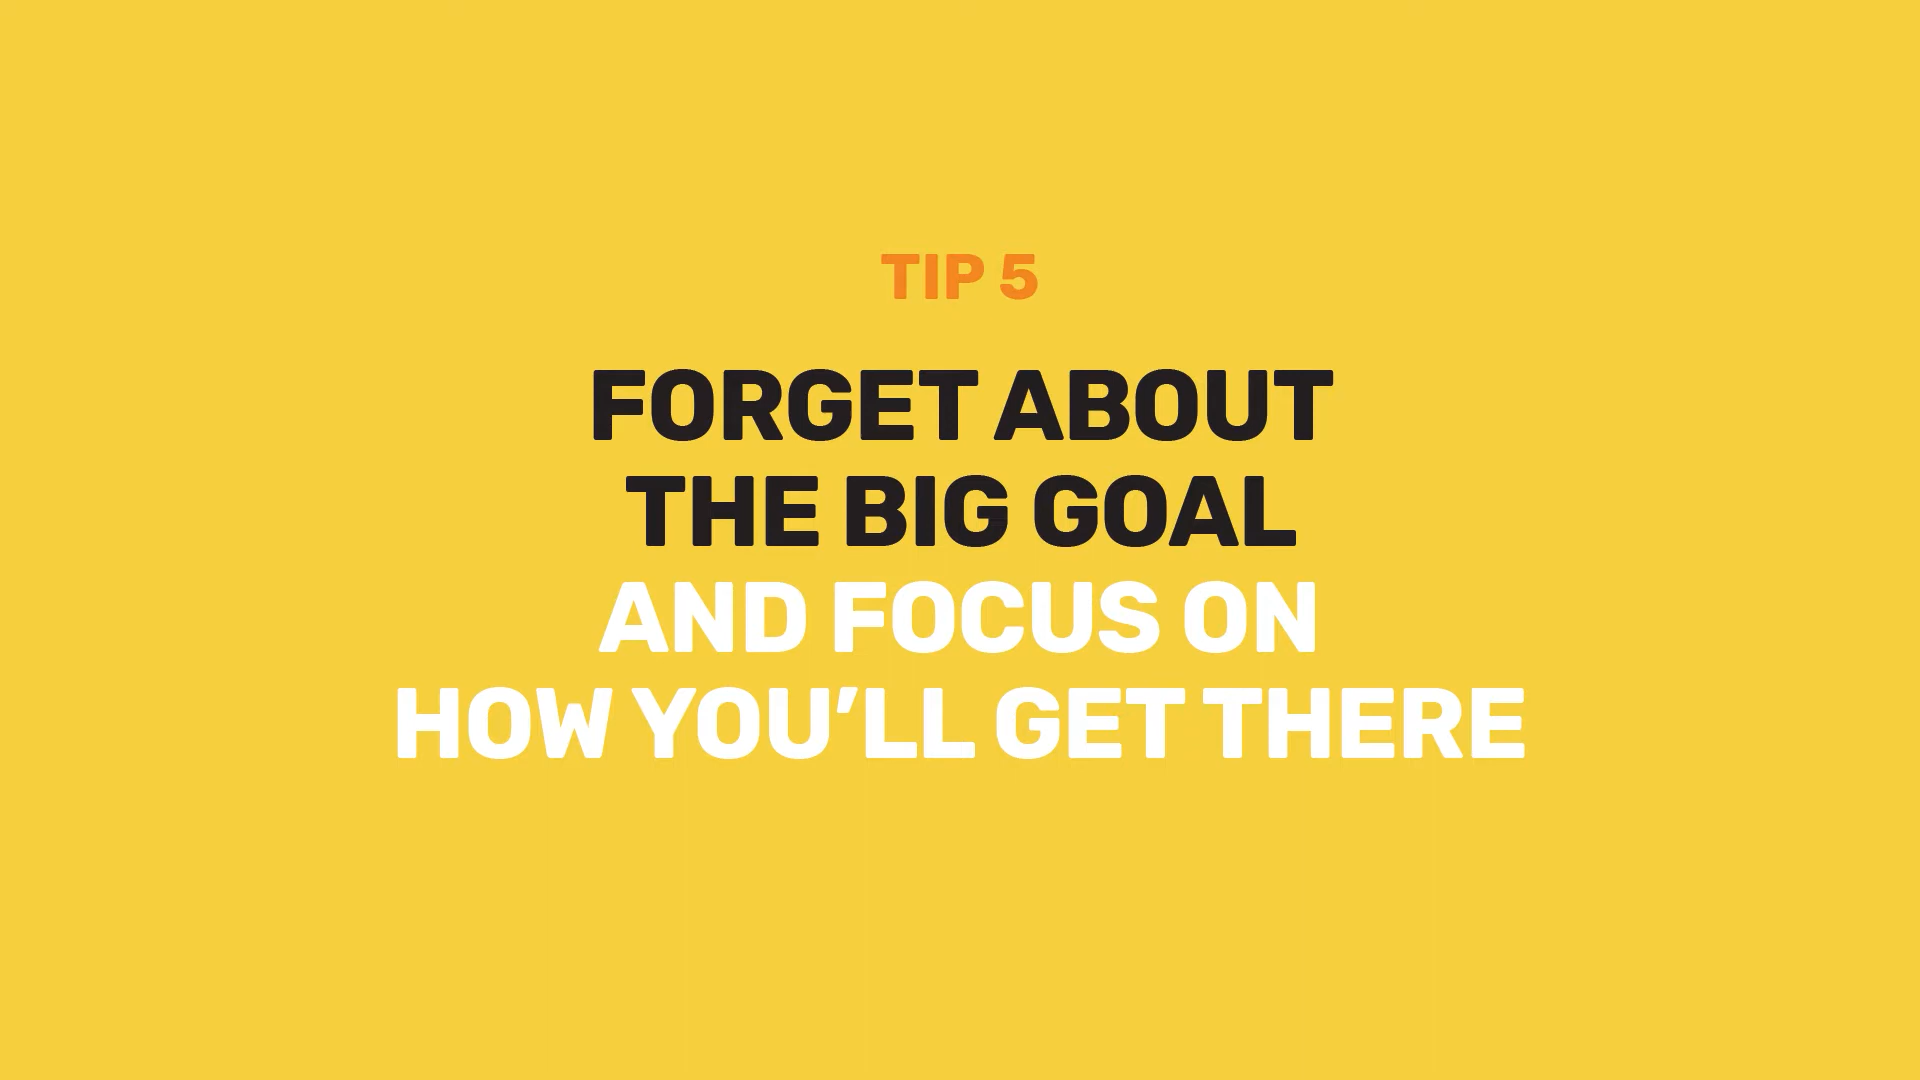 TIP 5
FORGET ABOUT
THE BIG GOAL
AND FOCUS ON
HOW YOU’LL GET THERE